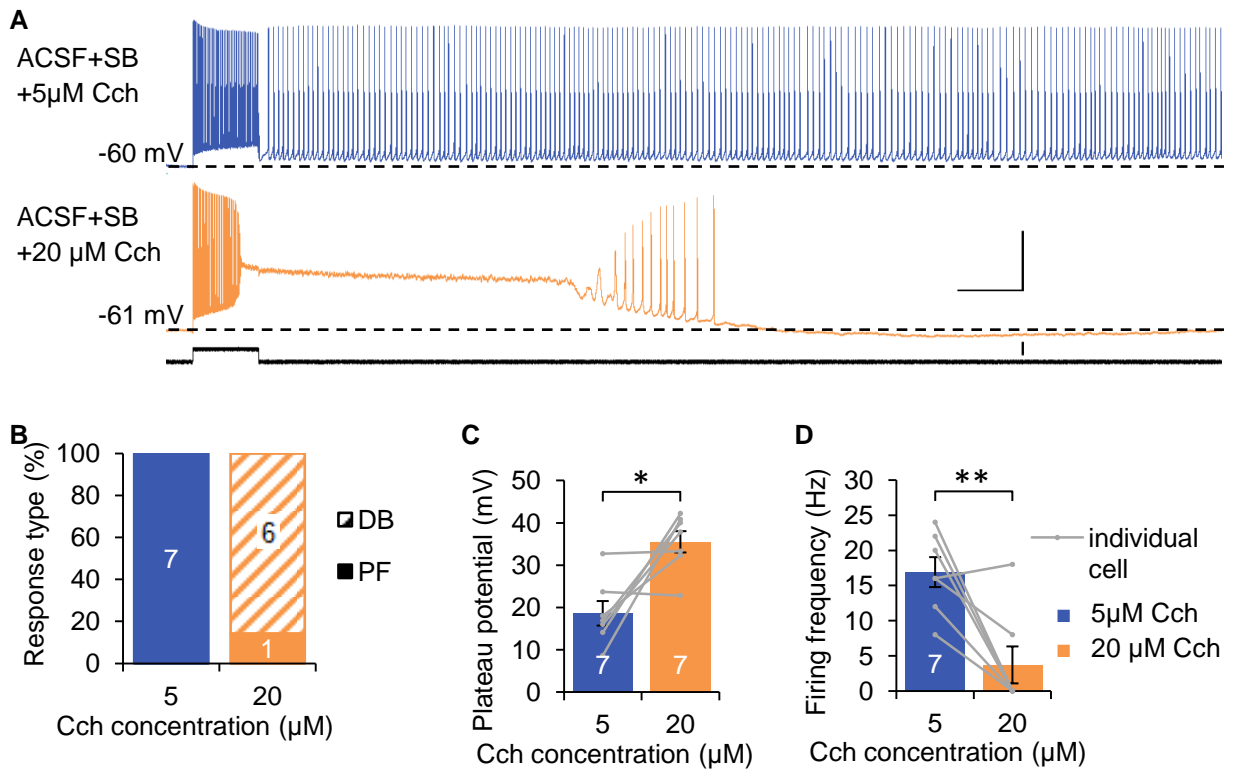 A
ACSF+SB
+5µM Cch
-60 mV
ACSF+SB
+20 µM Cch
-61 mV
B
Response type (%)
100
80
60
40
20
0
7
6
1
5
20
Cch concentration (µM)
DB
PF
C
Plateau potential (mV)
50
40
30
20
10
0
*
7
7
5
20
Cch concentration (µM)
D
Firing frequency (Hz)
30
25
20
15
10
5
0
**
7
5
20
Cch concentration (µM)
individual
cell
5µM Cch
20 µM Cch